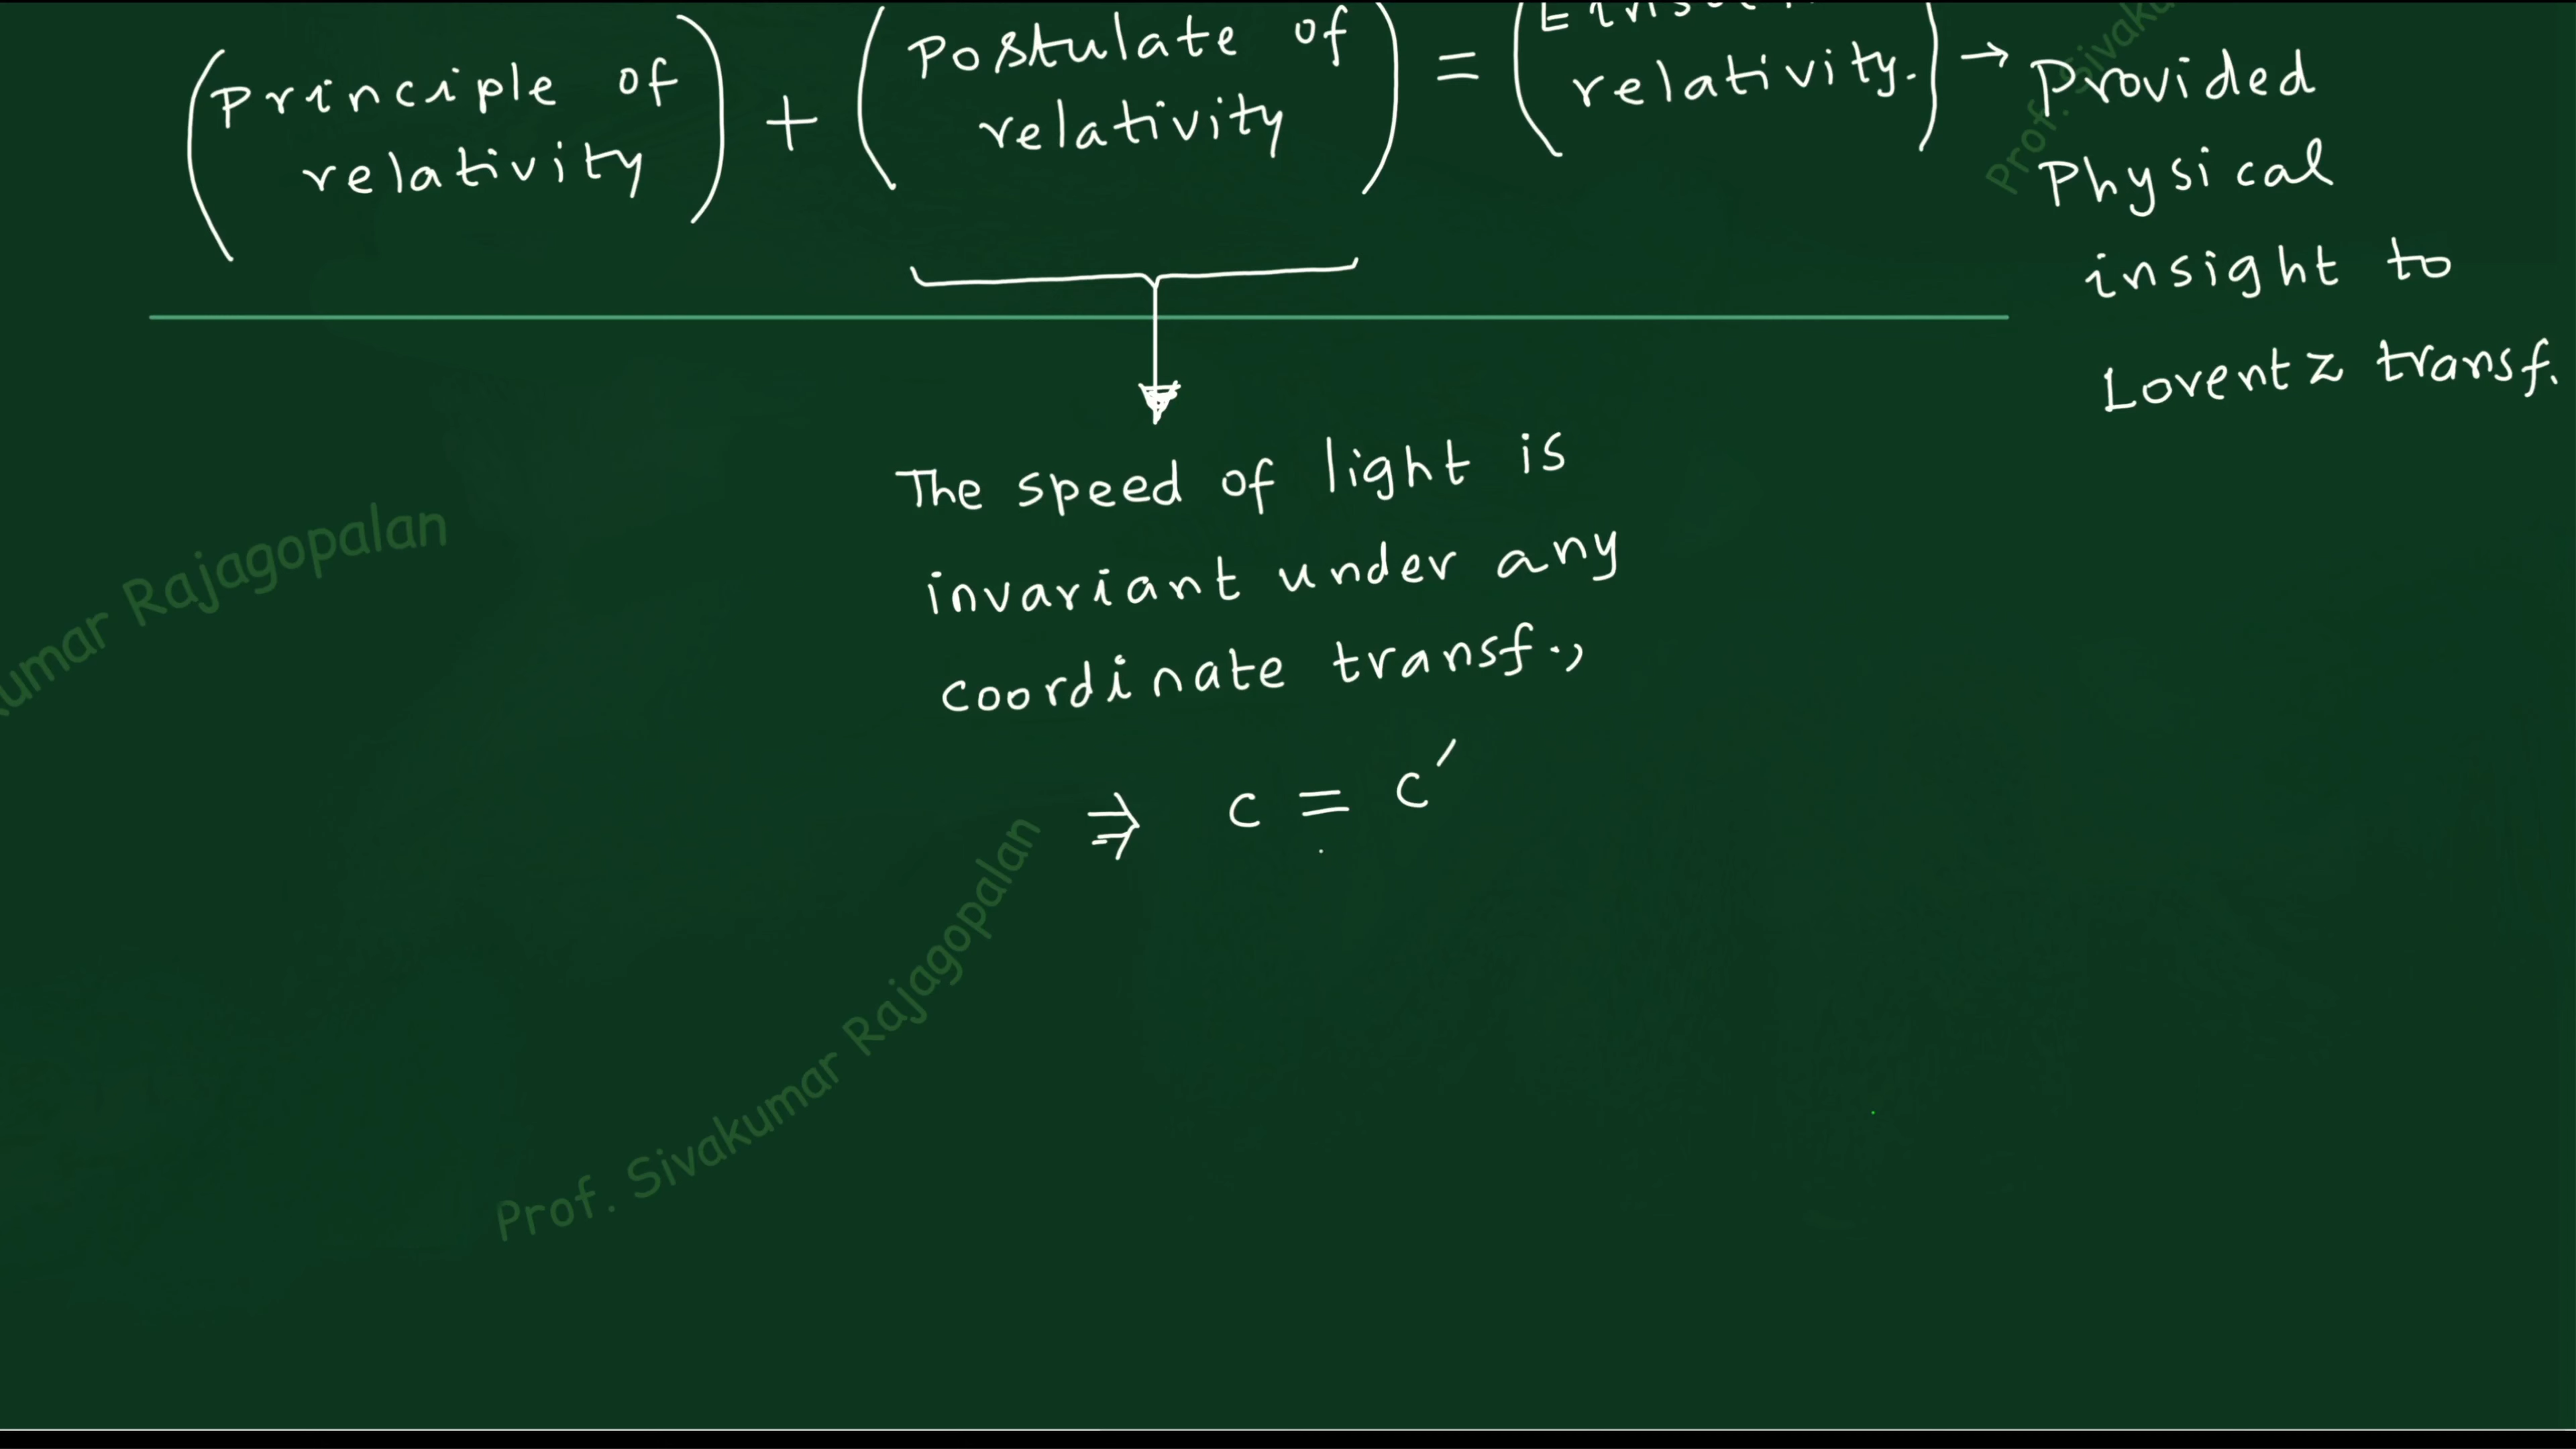 (Principle of relativity) + (Postulate of relativity) = ( relativity.) → Provided
Physical
insight to
Lorentz transf.
The speed of light is
invariant under any
coordinate transf.,
⇒ c = c′
Rajagopalan
Prof. Sivakumar Rajagopalan
Prof.